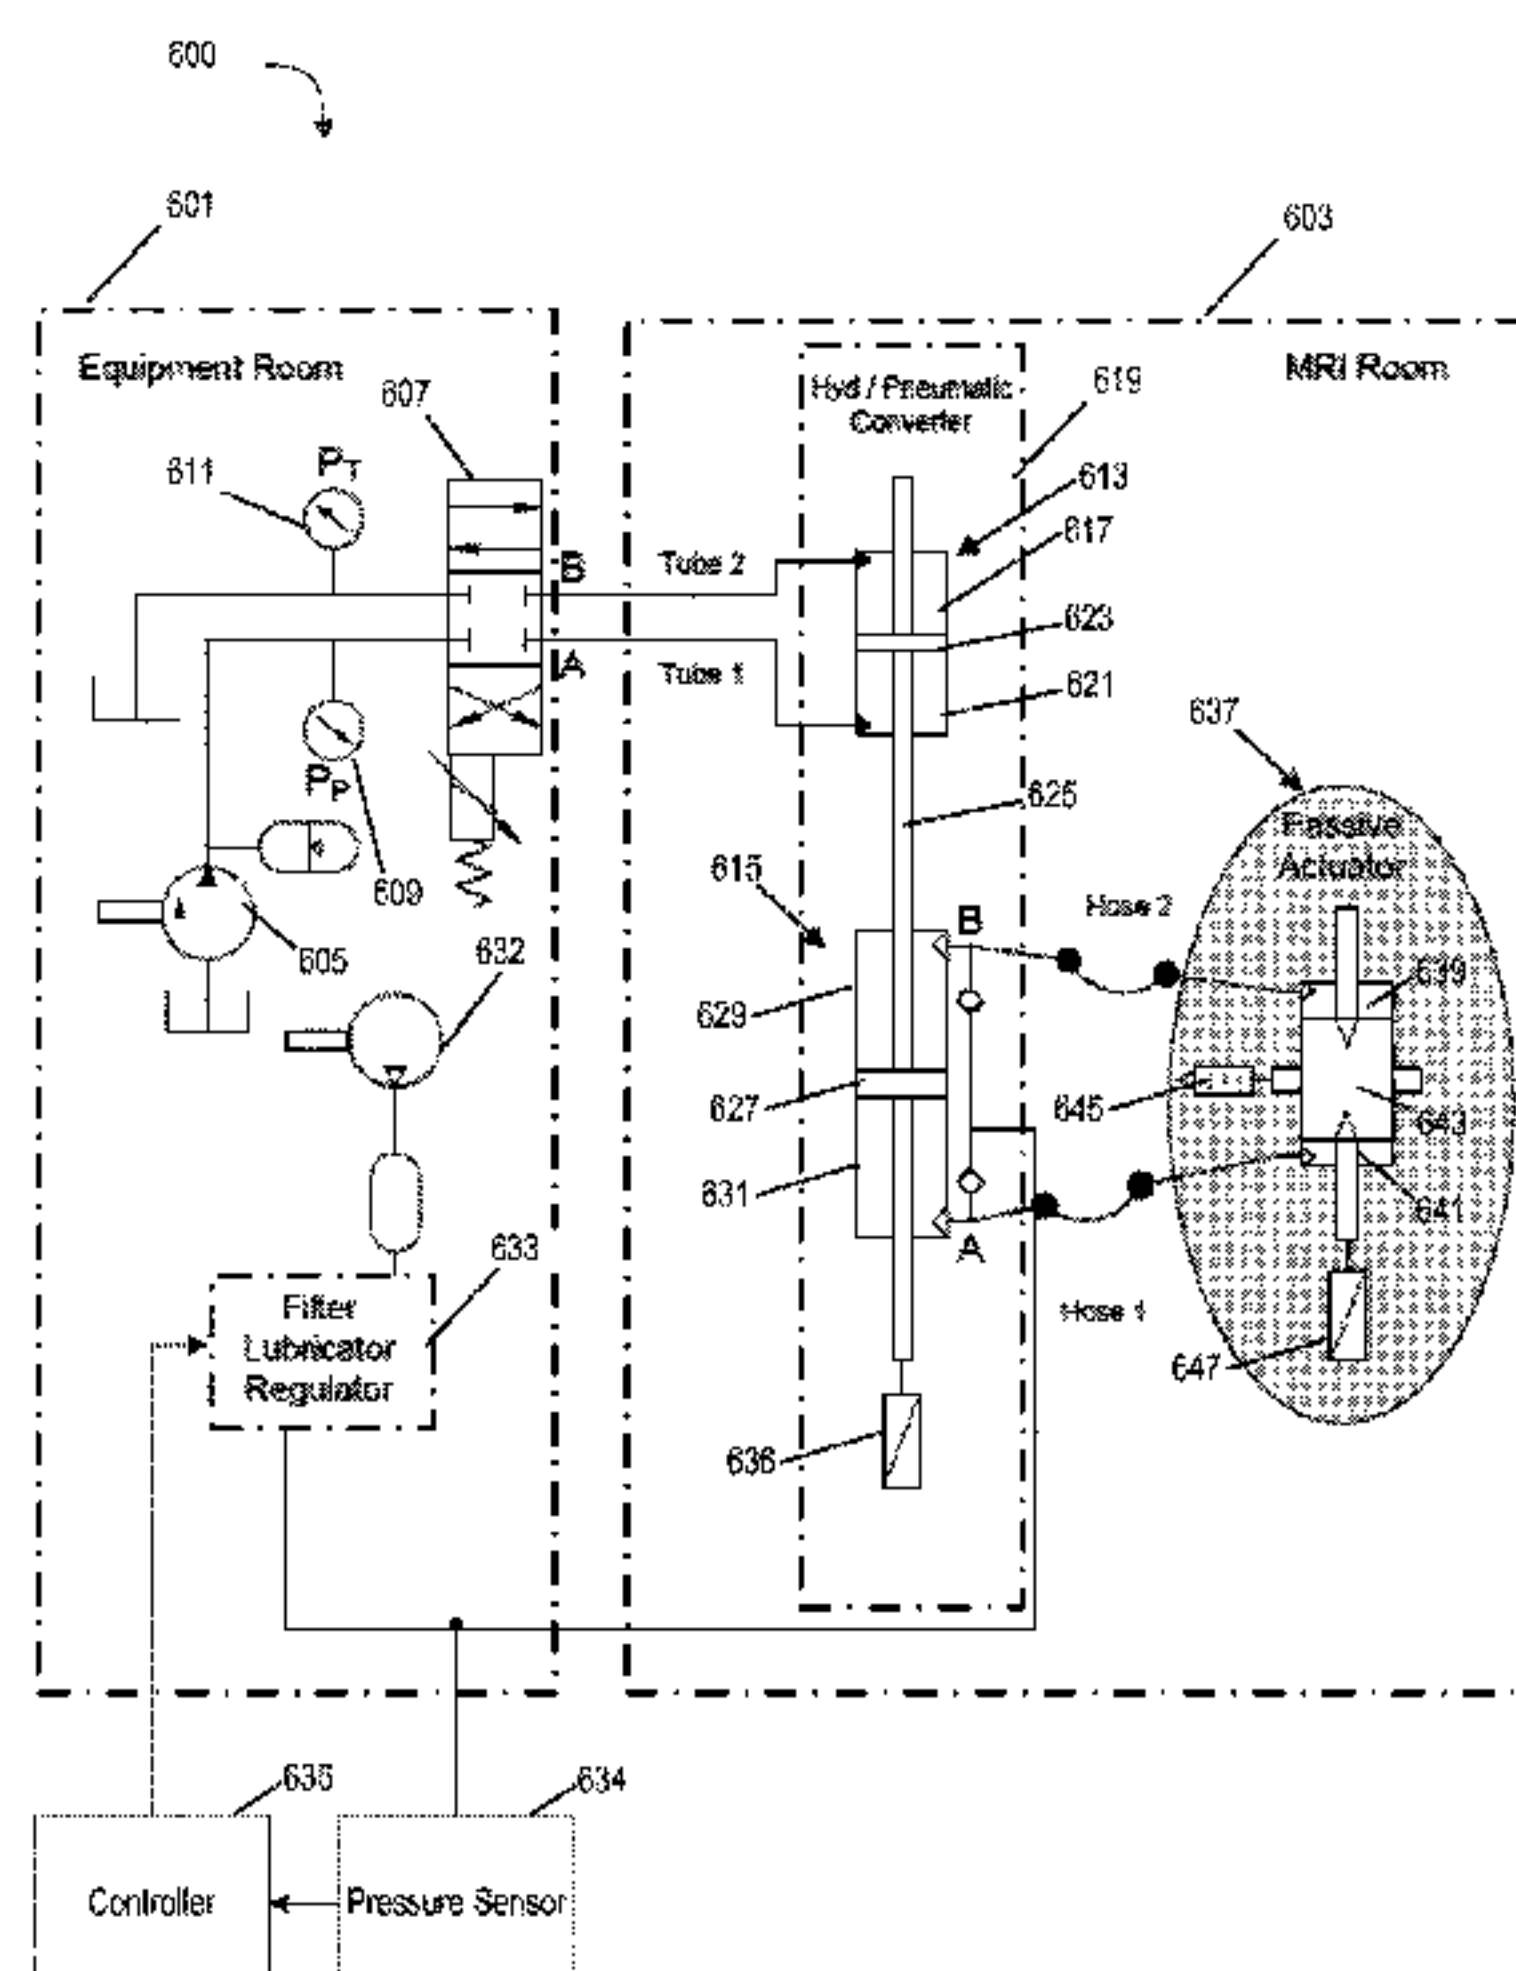 600
601
603
Equipment Room
MRI Room
607
Hyd / Pneumatic
Converter
619
611
PT
613
617
B
Tube 2
623
A
Tube 1
621
637
PP
625
609
Passive
Actuator
615
605
632
B
Hose 2
639
629
627
645
643
631
641
633
A
Hose 1
Filter
Lubricator
Regulator
647
636
635
634
Controller
Pressure Sensor